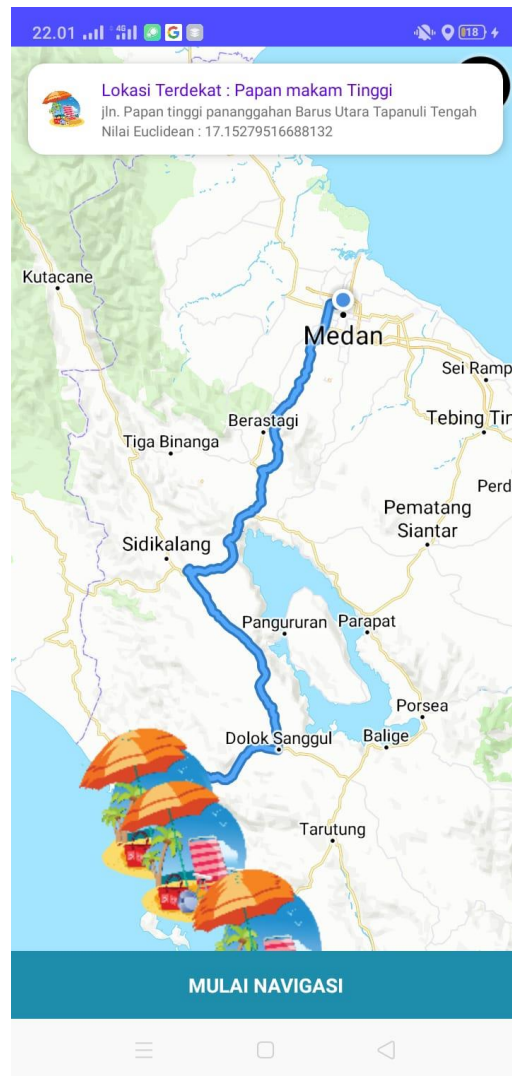 22.01
4G
G
18
Lokasi Terdekat : Papan makam Tinggi
jln. Papan tinggi pananggahan Barus Utara Tapanuli Tengah
Nilai Euclidean : 17.15279516688132
Kutacane
Medan
Sei Ramp
Berastagi
Tebing Tin
Tiga Binanga
Perd
Pematang
Siantar
Sidikalang
Pangururan
Parapat
Porsea
Dolok Sanggul
Balige
Tarutung
MULAI NAVIGASI